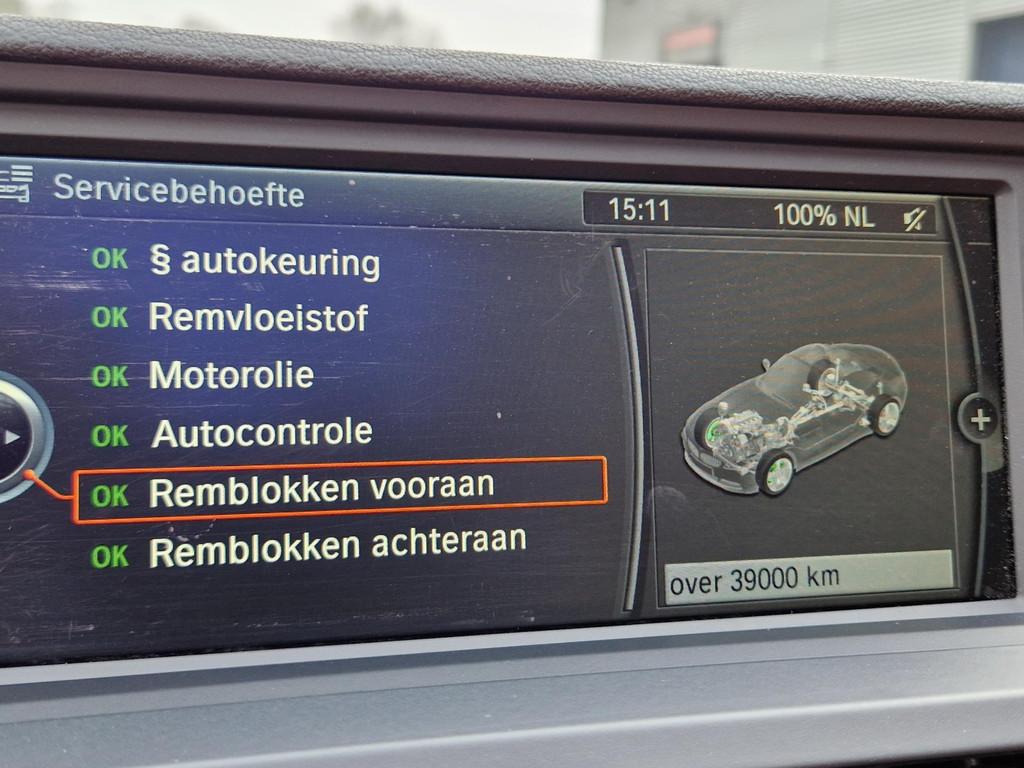 Servicebehoefte
15:11
100% NL
OK § autokeuring
OK Remvloeistof
OK Motorolie
OK Autocontrole
OK Remblokken vooraan
OK Remblokken achteraan
over 39000 km